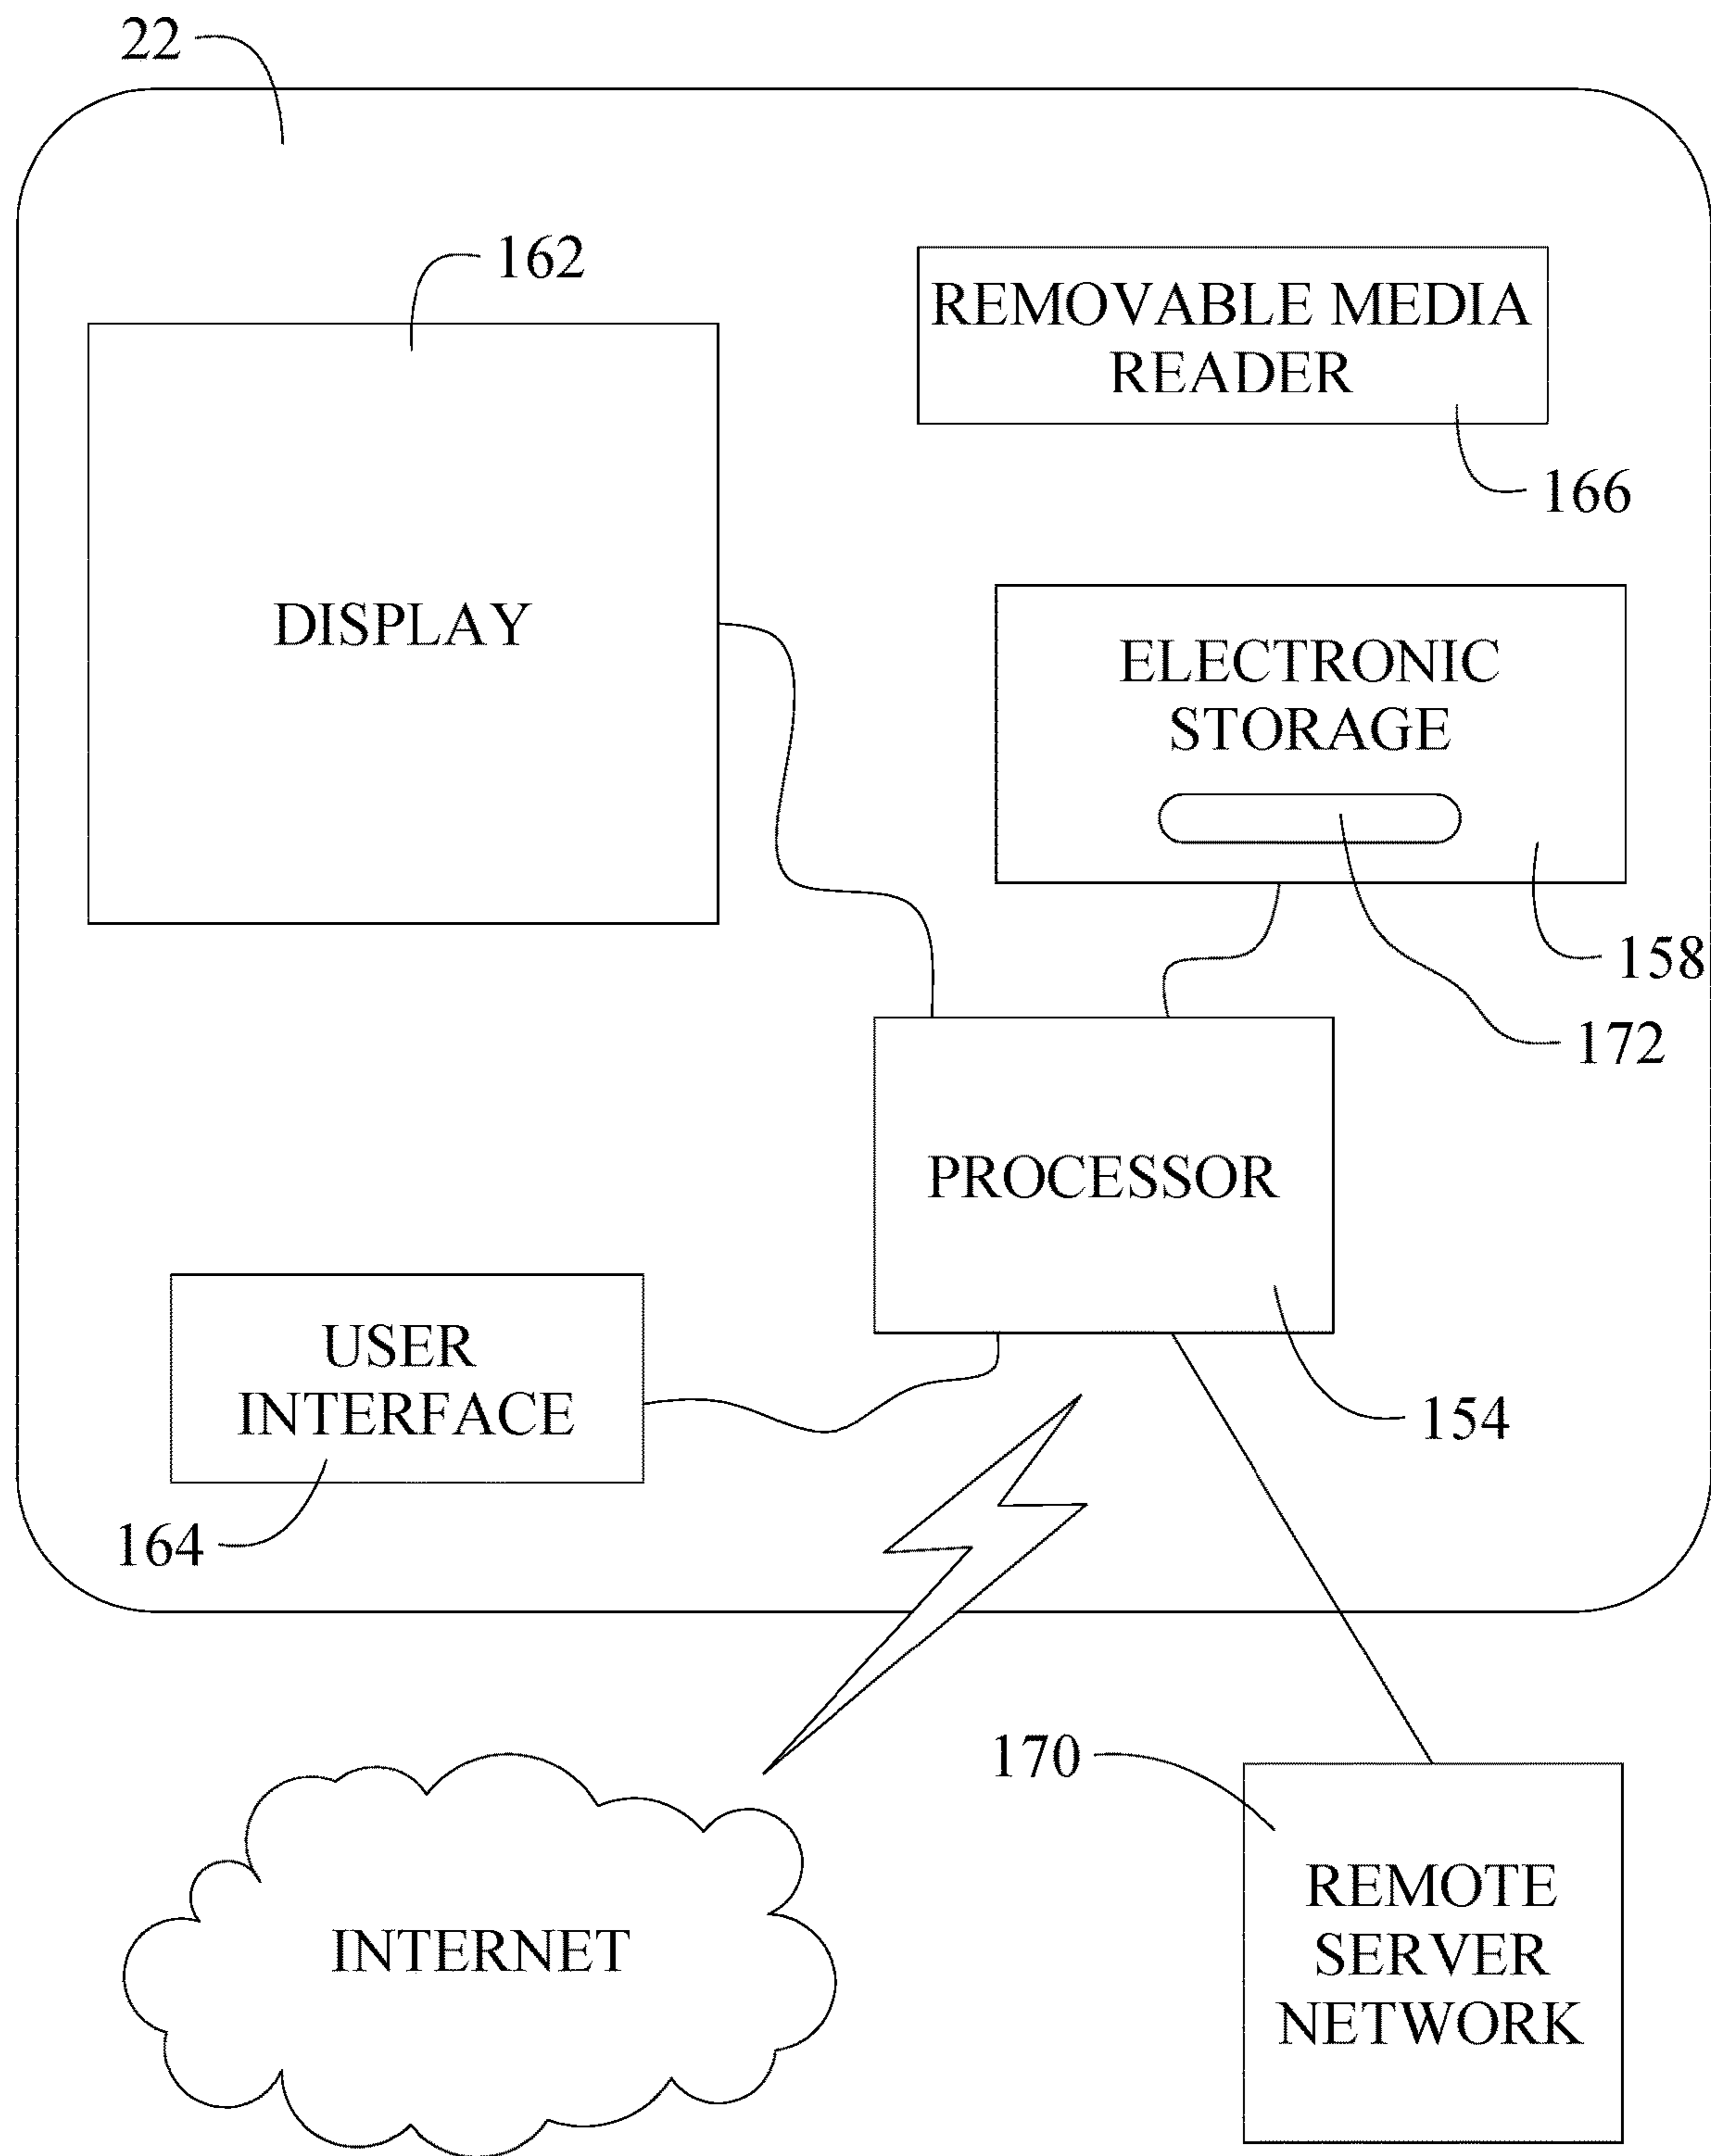 22
162
REMOVABLE MEDIA
READER
166
DISPLAY
ELECTRONIC
STORAGE
158
172
PROCESSOR
USER
INTERFACE
154
164
170
REMOTE
SERVER
NETWORK
INTERNET